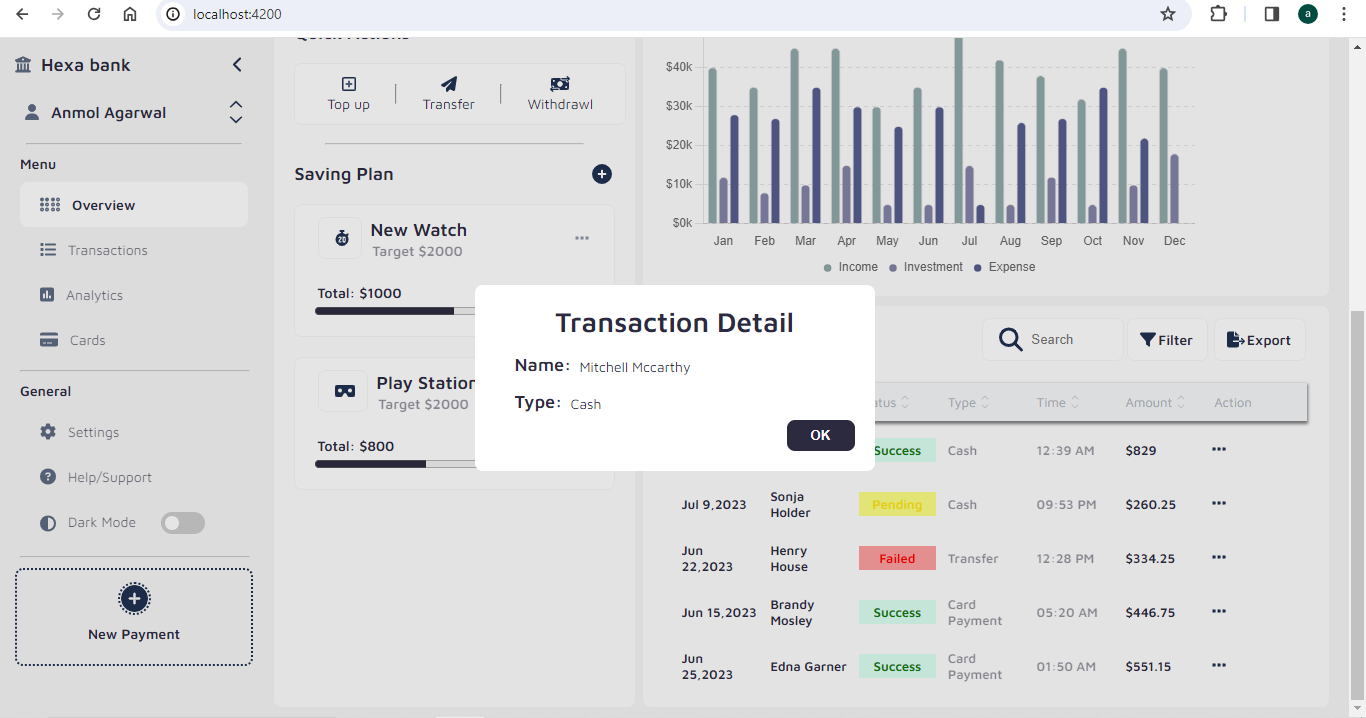 localhost:4200
a
Hexa bank
Anmol Agarwal
Menu
Overview
Transactions
Analytics
Cards
General
Settings
Help/Support
Dark Mode
New Payment
Quick Actions
Top up
Transfer
Withdrawl
Saving Plan
20
New Watch
Target $2000
Total: $1000
Play Station
Target $2000
Total: $800
$40k
$30k
$20k
$10k
$0k
Jan Feb Mar Apr May Jun Jul Aug Sep Oct Nov Dec
Income Investment Expense
Transaction Detail
Name: Mitchell Mccarthy
Type: Cash
OK
Search
Filter
Export
atus Type Time Amount Action
Success Cash 12:39 AM $829
Jul 9,2023 Sonja Holder Pending Cash 09:53 PM $260.25
Jun 22,2023 Henry House Failed Transfer 12:28 PM $334.25
Jun 15,2023 Brandy Mosley Success Card Payment 05:20 AM $446.75
Jun 25,2023 Edna Garner Success Card Payment 01:50 AM $551.15